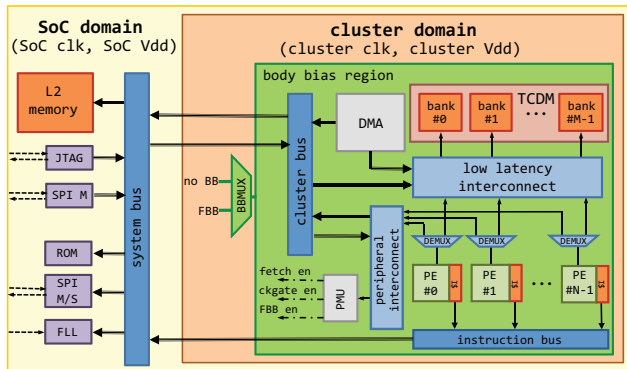 SoC domain
(SoC clk, SoC Vdd)
cluster domain
(cluster clk, cluster Vdd)
body bias region
L2
memory
JTAG
SPI M
ROM
SPI
M/S
FLL
system bus
no BB
FBB
BBMUX
cluster bus
DMA
TCDM
bank
#0
bank
#1
...
bank
#M-1
low latency
interconnect
peripheral
interconnect
DEMUX
DEMUX
DEMUX
PE
#0
I$
PE
#1
I$
...
PE
#N-1
I$
fetch en
ckgate en
FBB en
PMU
instruction bus